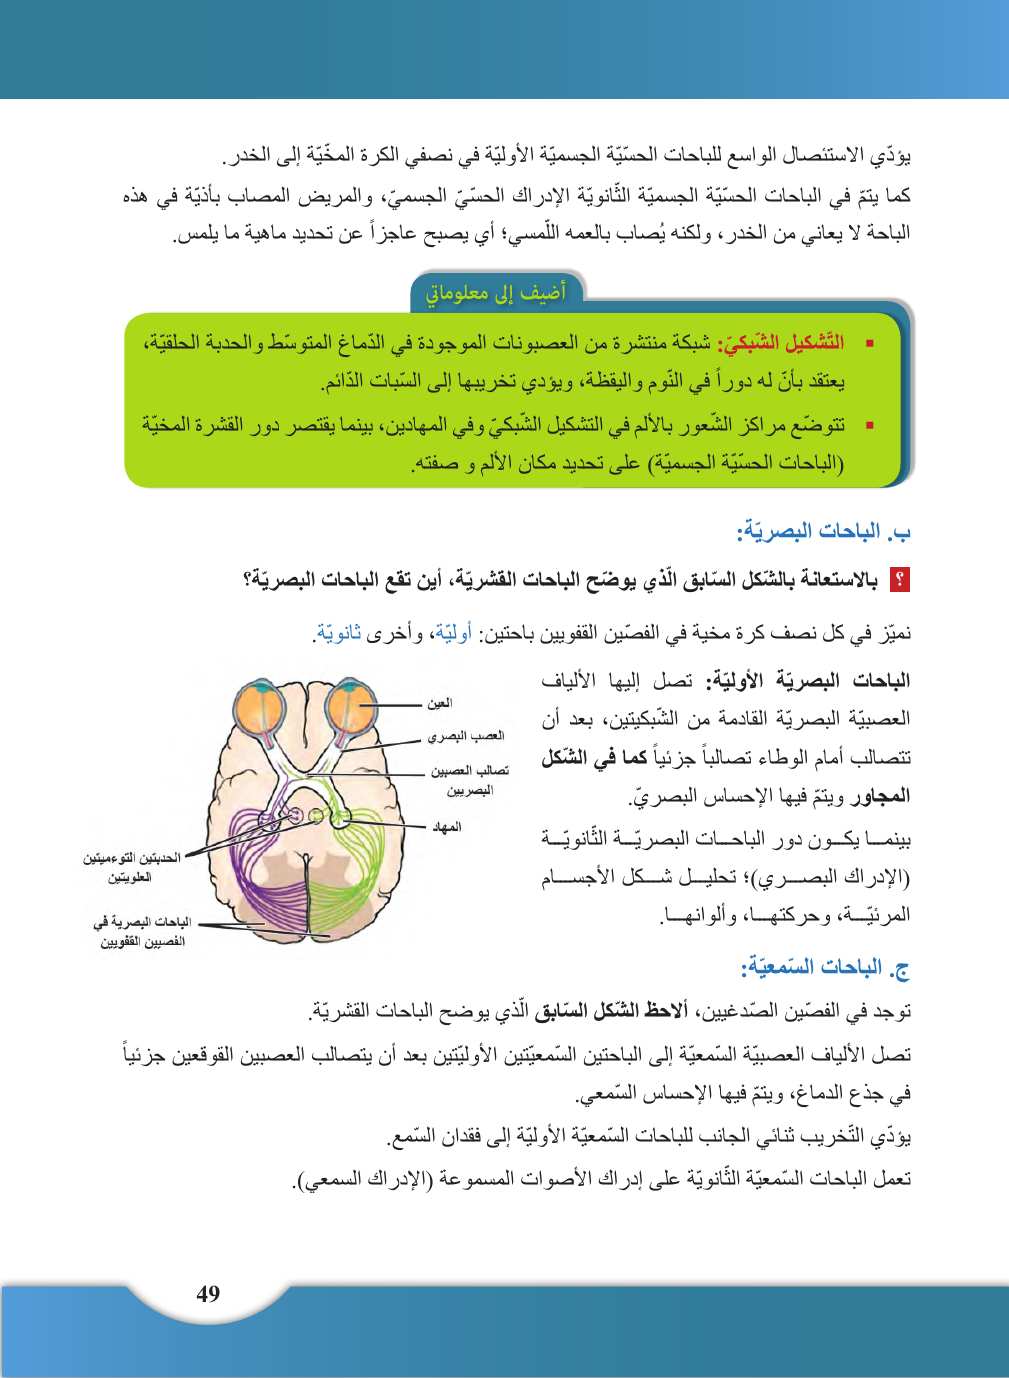 يؤدّي الاستئصال الواسع للباحات الحسّيّة الجسميّة الأوليّة في نصفي الكرة المخّيّة إلى الخدر.
كما يتمّ في الباحات الحسّيّة الجسميّة الثّانويّة الإدراك الحسّيّ الجسميّ، والمريض المصاب بأذيّة في هذه
الباحة لا يعاني من الخدر، ولكنه يُصاب بالعمه اللّمسي؛ أي يصبح عاجزاً عن تحديد ماهية ما يلمس.
أضيف إلى معلوماتي
▪ التّشكيل الشّبكيّ: شبكة منتشرة من العصبونات الموجودة في الدّماغ المتوسّط والحدبة الحلقيّة،
يعتقد بأنّ له دوراً في النّوم واليقظة، ويؤدي تخريبها إلى السّبات الدّائم.
▪ تتوضّع مراكز الشّعور بالألم في التشكيل الشّبكيّ وفي المهادين، بينما يقتصر دور القشرة المخيّة
(الباحات الحسّيّة الجسميّة) على تحديد مكان الألم و صفته.
ب. الباحات البصريّة:
؟ بالاستعانة بالشّكل السّابق الّذي يوضّح الباحات القشريّة، أين تقع الباحات البصريّة؟
نميّز في كل نصف كرة مخية في الفصّين القفويين باحتين: أوليّة، وأخرى ثانويّة.
الباحات البصريّة الأوليّة: تصل إليها الألياف
العصبيّة البصريّة القادمة من الشّبكيتين، بعد أن
تتصالب أمام الوطاء تصالباً جزئياً كما في الشّكل
المجاور ويتمّ فيها الإحساس البصريّ.
بينمـــا يكـــون دور الباحـــات البصريّـــة الثّانويّـــة
(الإدراك البصـــري)؛ تحليـــل شـــكل الأجســـام
المرئيّـــة، وحركتهـــا، وألوانهـــا.
العين
العصب البصري
تصالب العصبين
البصريين
المهاد
الحدبتين التوءميتين
العلويتين
الباحات البصرية في
الفصيين القفويين
ج. الباحات السّمعيّة:
توجد في الفصّين الصّدغيين، ألاحظ الشّكل السّابق الّذي يوضح الباحات القشريّة.
تصل الألياف العصبيّة السّمعيّة إلى الباحتين السّمعيّتين الأوليّتين بعد أن يتصالب العصبين القوقعين جزئياً
في جذع الدماغ، ويتمّ فيها الإحساس السّمعي.
يؤدّي التّخريب ثنائي الجانب للباحات السّمعيّة الأوليّة إلى فقدان السّمع.
تعمل الباحات السّمعيّة الثّانويّة على إدراك الأصوات المسموعة (الإدراك السمعي).
49